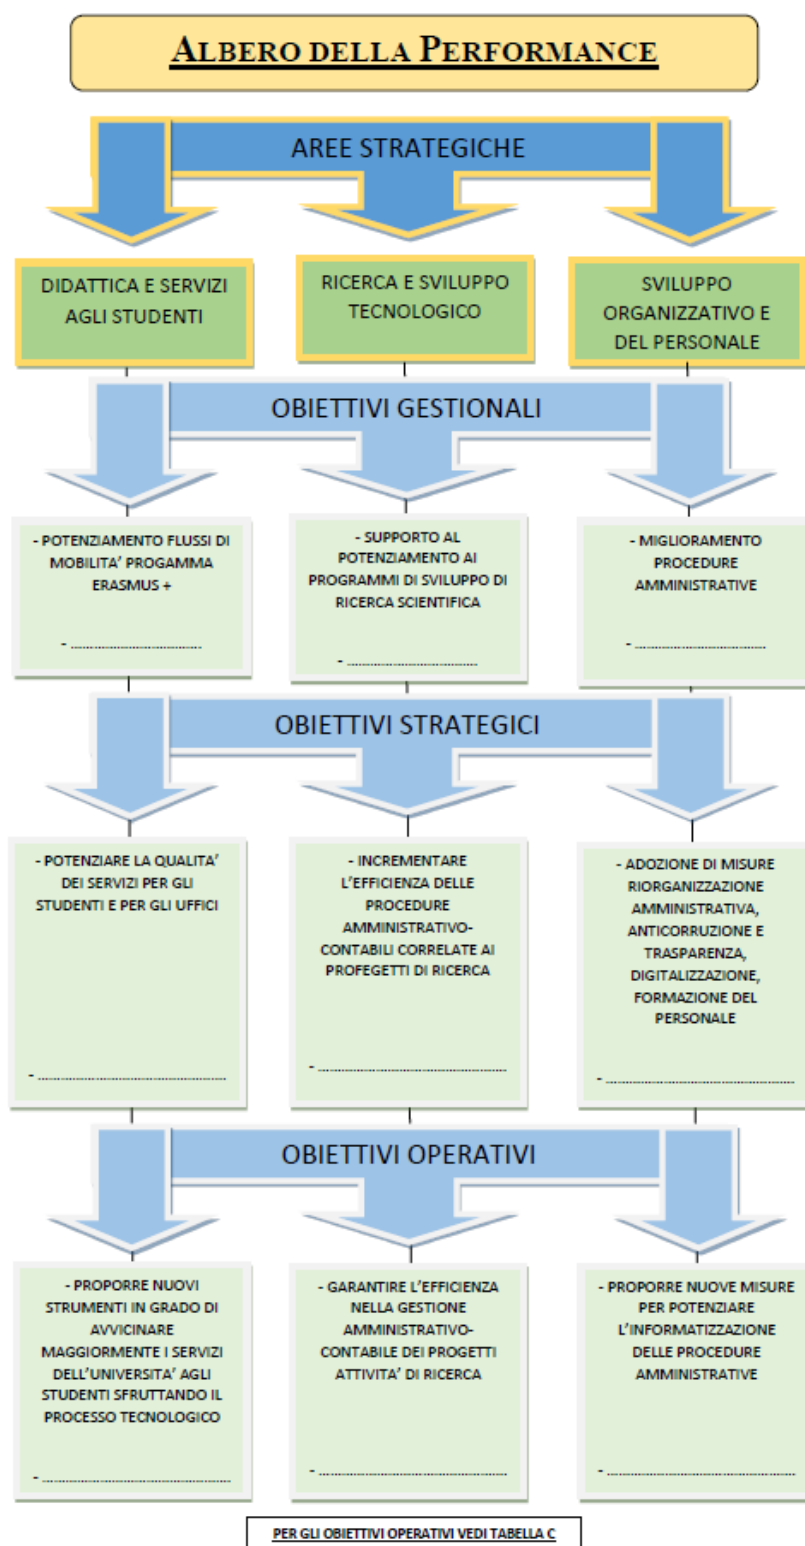 ALBERO DELLA PERFORMANCE
AREE STRATEGICHE
DIDATTICA E SERVIZI
AGLI STUDENTI
RICERCA E SVILUPPO
TECNOLOGICO
SVILUPPO
ORGANIZZATIVO E
DEL PERSONALE
OBIETTIVI GESTIONALI
- POTENZIAMENTO FLUSSI DI
MOBILITA' PROGAMMA
ERASMUS +
- ........................................
- SUPPORTO AL
POTENZIAMENTO AI
PROGRAMMI DI SVILUPPO DI
RICERCA SCIENTIFICA
- ........................................
- MIGLIORAMENTO
PROCEDURE
AMMINISTRATIVE
- ........................................
OBIETTIVI STRATEGICI
- POTENZIARE LA QUALITA'
DEI SERVIZI PER GLI
STUDENTI E PER GLI UFFICI
- ........................................................
- INCREMENTARE
L'EFFICIENZA DELLE
PROCEDURE
AMMINISTRATIVO-
CONTABILI CORRELATE AI
PROFEGETTI DI RICERCA
- ........................................................
- ADOZIONE DI MISURE
RIORGANIZZAZIONE
AMMINISTRATIVA,
ANTICORRUZIONE E
TRASPARENZA,
DIGITALIZZAZIONE,
FORMAZIONE DEL
PERSONALE
- ........................................................
OBIETTIVI OPERATIVI
- PROPORRE NUOVI
STRUMENTI IN GRADO DI
AVVICINARE
MAGGIORMENTE I SERVIZI
DELL'UNIVERSITA' AGLI
STUDENTI SFRUTTANDO IL
PROCESSO TECNOLOGICO
- ........................................................
- GARANTIRE L'EFFICIENZA
NELLA GESTIONE
AMMINISTRATIVO-
CONTABILE DEI PROGETTI
ATTIVITA' DI RICERCA
- ........................................................
- PROPORRE NUOVE MISURE
PER POTENZIARE
L'INFORMATIZZAZIONE
DELLE PROCEDURE
AMMINISTRATIVE
- ........................................................
PER GLI OBIETTIVI OPERATIVI VEDI TABELLA C